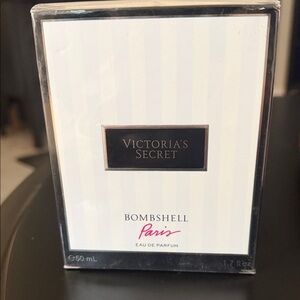 VICTORIA'S
SECRET
BOMBSHELL
Paris
EAU DE PARFUM
℮50 mL 1.7 fl oz